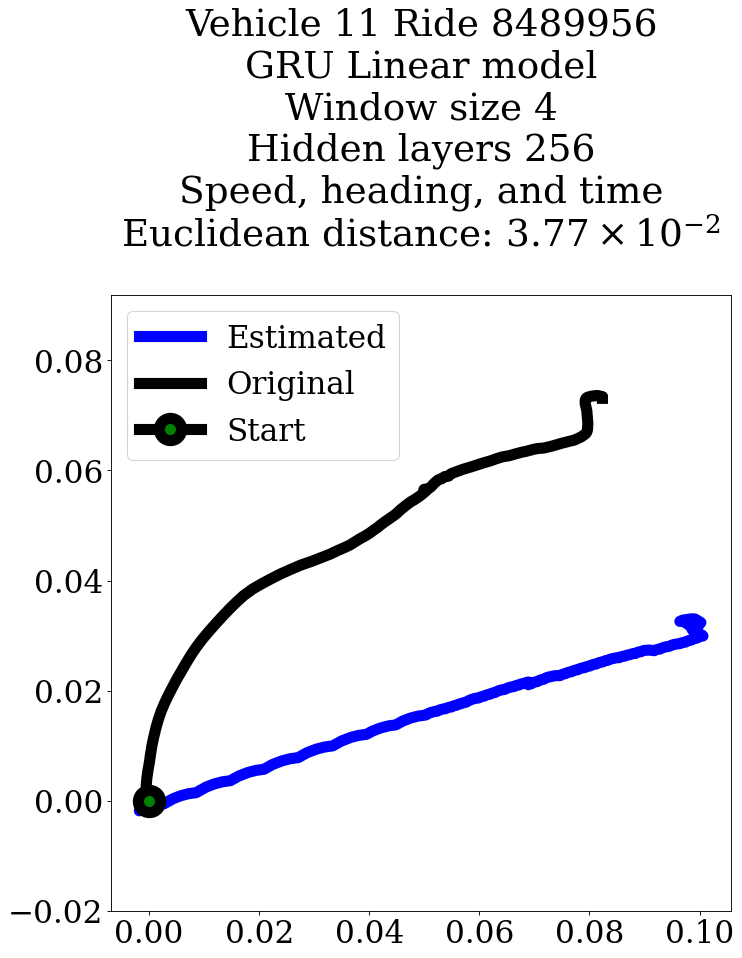 Vehicle 11 Ride 8489956
GRU Linear model
Window size 4
Hidden layers 256
Speed, heading, and time
Euclidean distance: 3.77 × 10⁻²
Estimated
Original
Start
0.08
0.06
0.04
0.02
0.00
−0.02
0.00 0.02 0.04 0.06 0.08 0.10